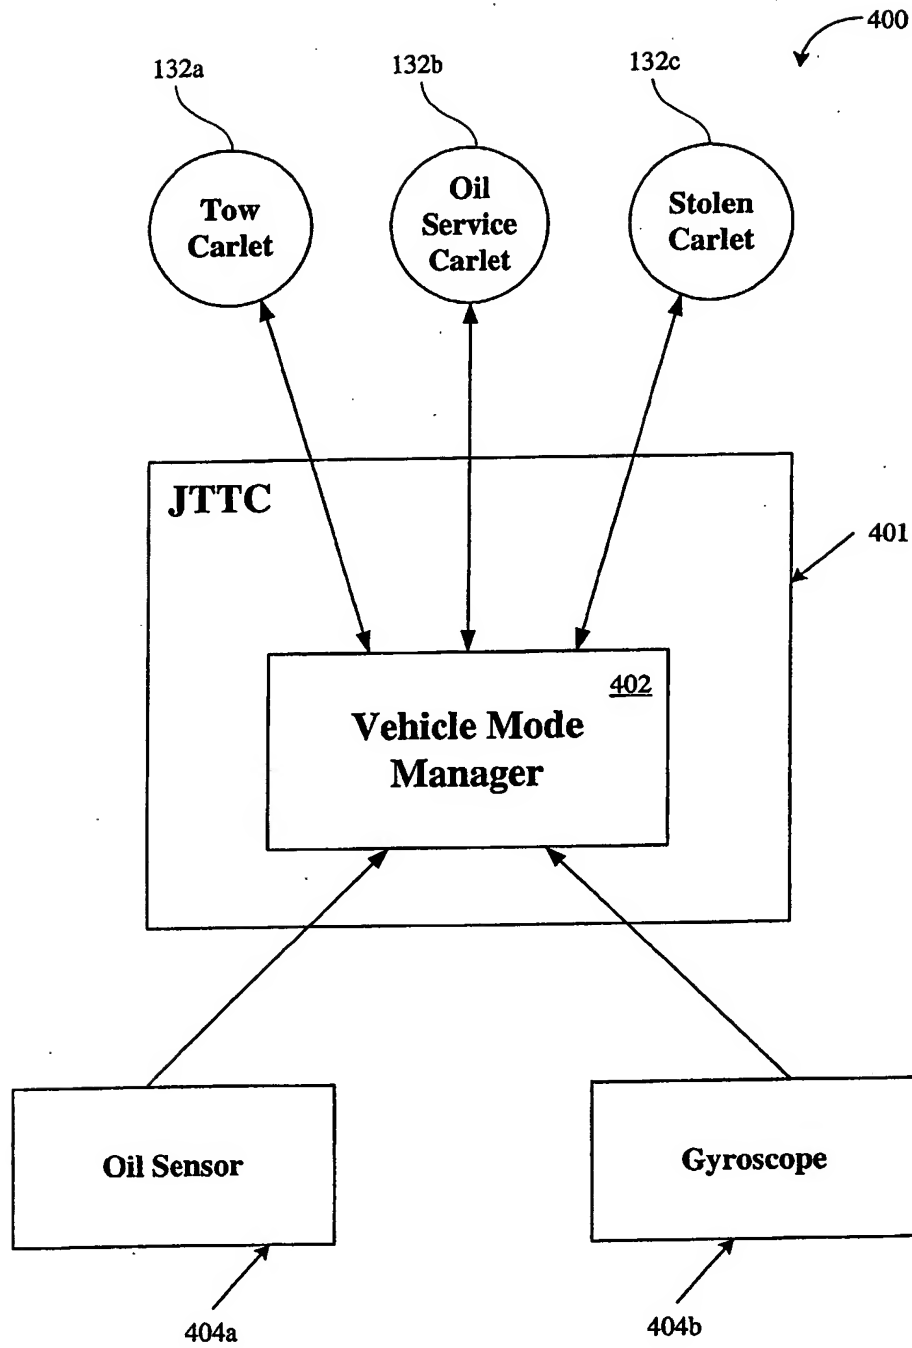 400
132a
132b
132c
Tow
Carlet
Oil
Service
Carlet
Stolen
Carlet
JTTC
401
402
Vehicle Mode
Manager
Oil Sensor
Gyroscope
404a
404b